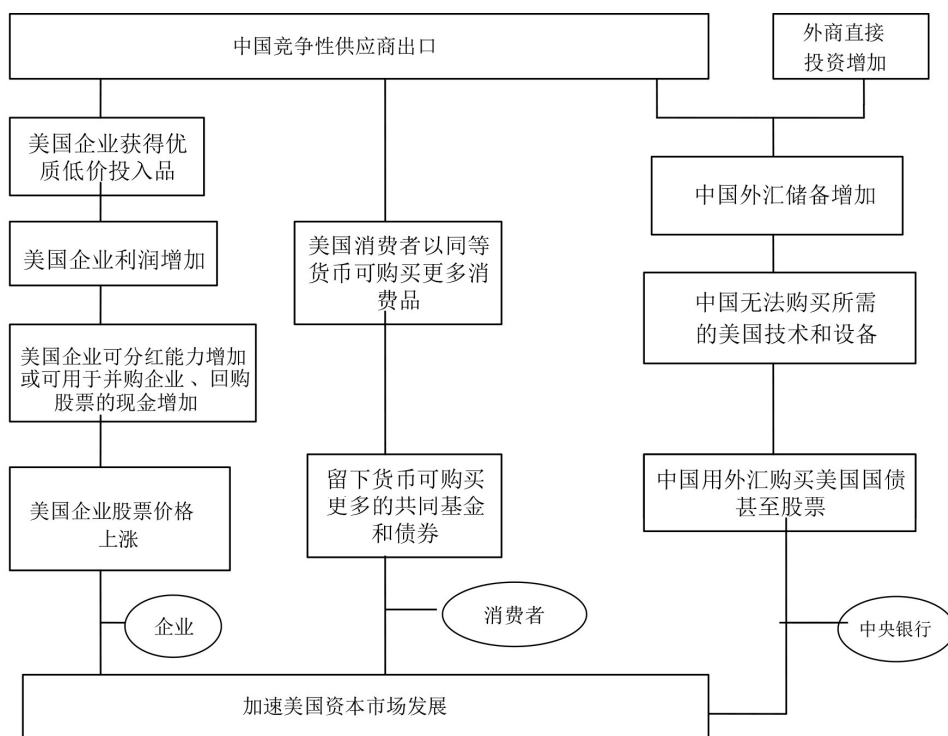 中国竞争性供应商出口
外商直接
投资增加
美国企业获得优
质低价投入品
中国外汇储备增加
美国企业利润增加
美国消费者以同等
货币可购买更多消
费品
中国无法购买所需
的美国技术和设备
美国企业可分红能力增加
或可用于并购企业、回购
股票的现金增加
美国企业股票价格
上涨
留下货币可购买
更多的共同基金
和债券
中国用外汇购买美国国债
甚至股票
企业
消费者
中央银行
加速美国资本市场发展